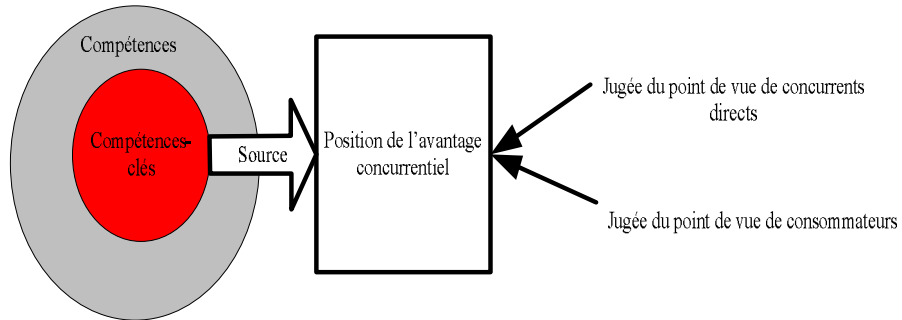 Compétences
Compétences-
clés
Source
Position de l'avantage
concurrentiel
Jugée du point de vue de concurrents
directs
Jugée du point de vue de consommateurs